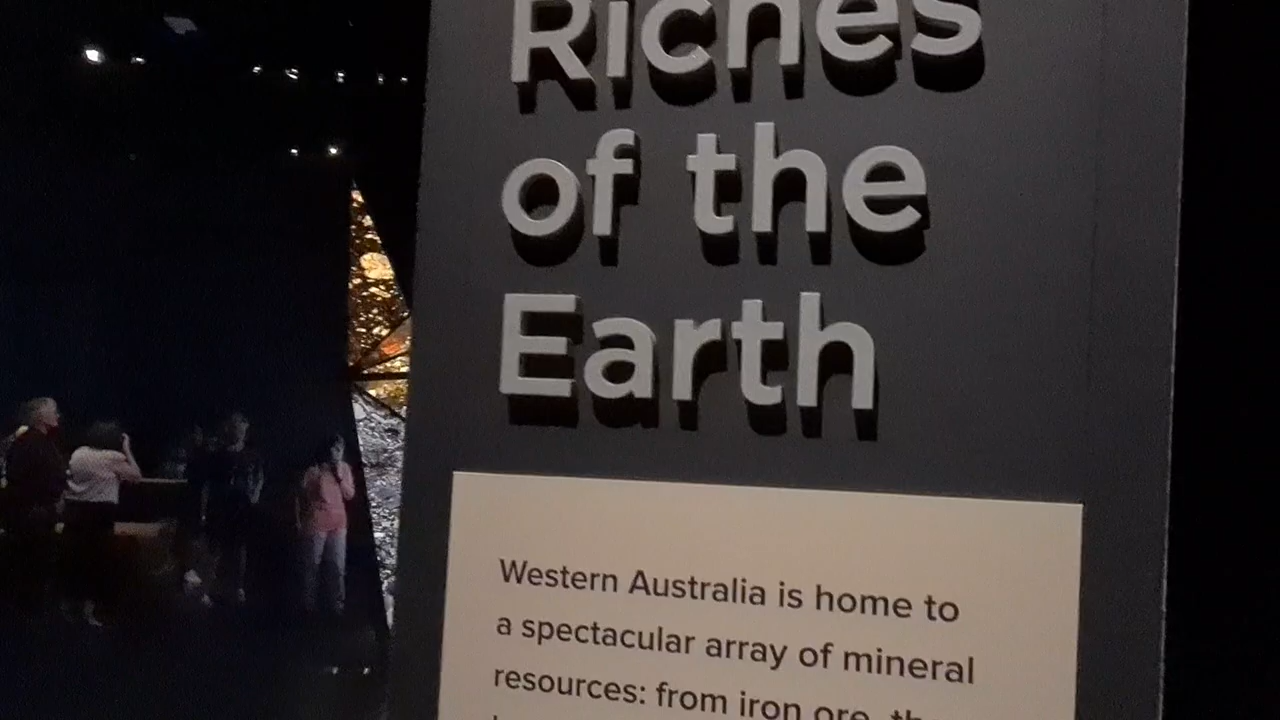 Riches
of the
Earth
Western Australia is home to
a spectacular array of mineral
resources: from iron ore,